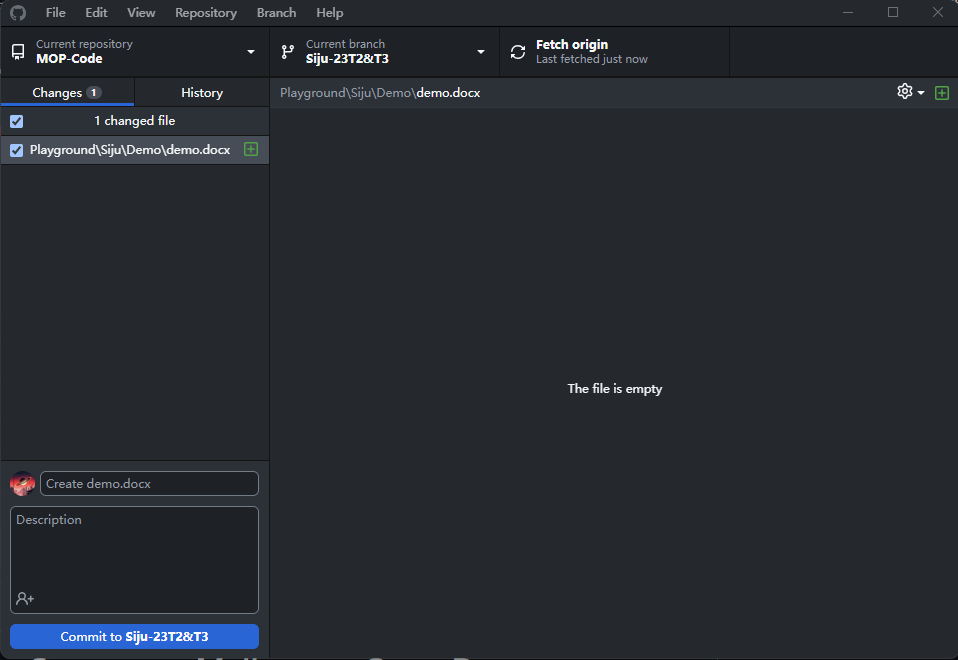 File Edit View Repository Branch Help
Current repository
MOP-Code
Current branch
Siju-23T2&T3
Fetch origin
Last fetched just now
Changes 1
History
Playground\Siju\Demo\demo.docx
1 changed file
Playground\Siju\Demo\demo.docx
The file is empty
Create demo.docx
Description
Commit to Siju-23T2&T3